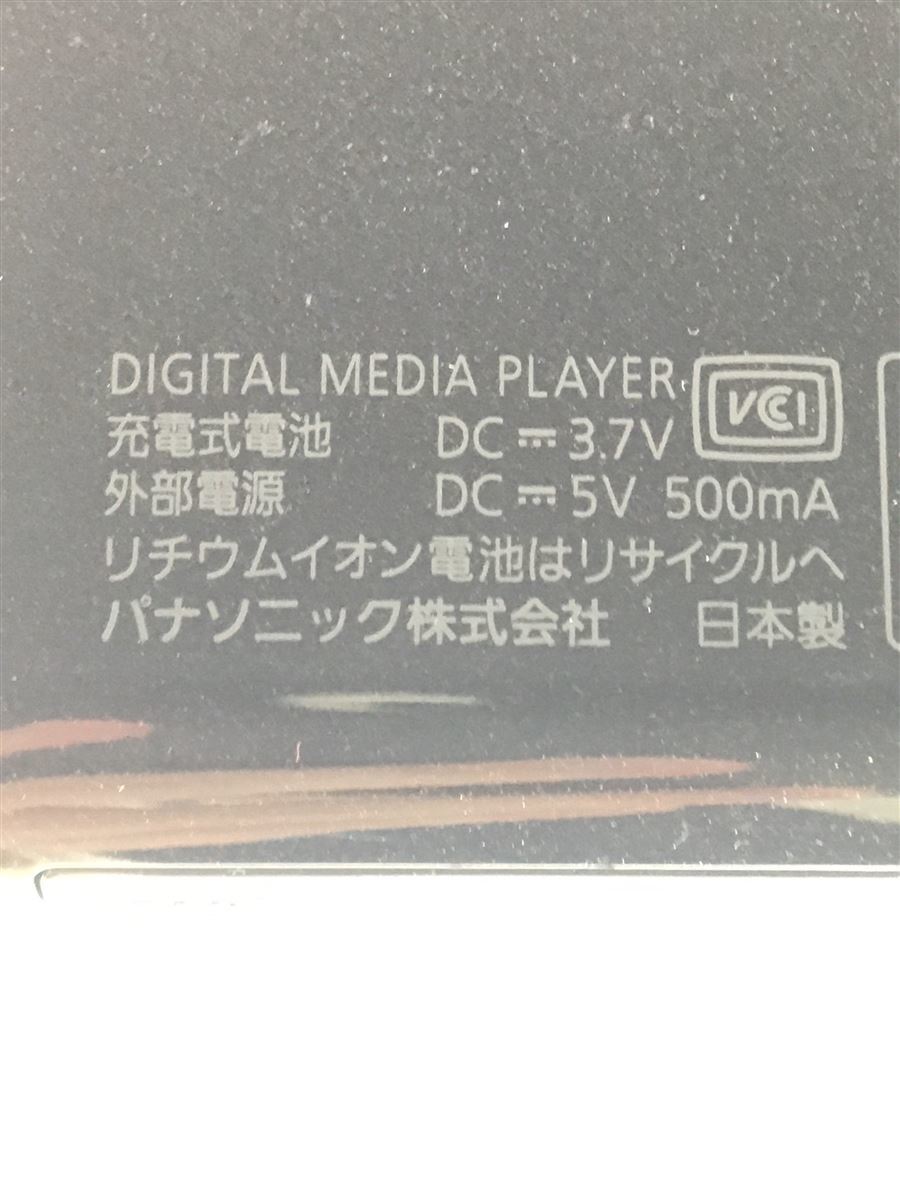 DIGITAL MEDIA PLAYER VCCI
充電式電池 DC⎓3.7V
外部電源 DC⎓5V 500mA
リチウムイオン電池はリサイクルへ
パナソニック株式会社 日本製